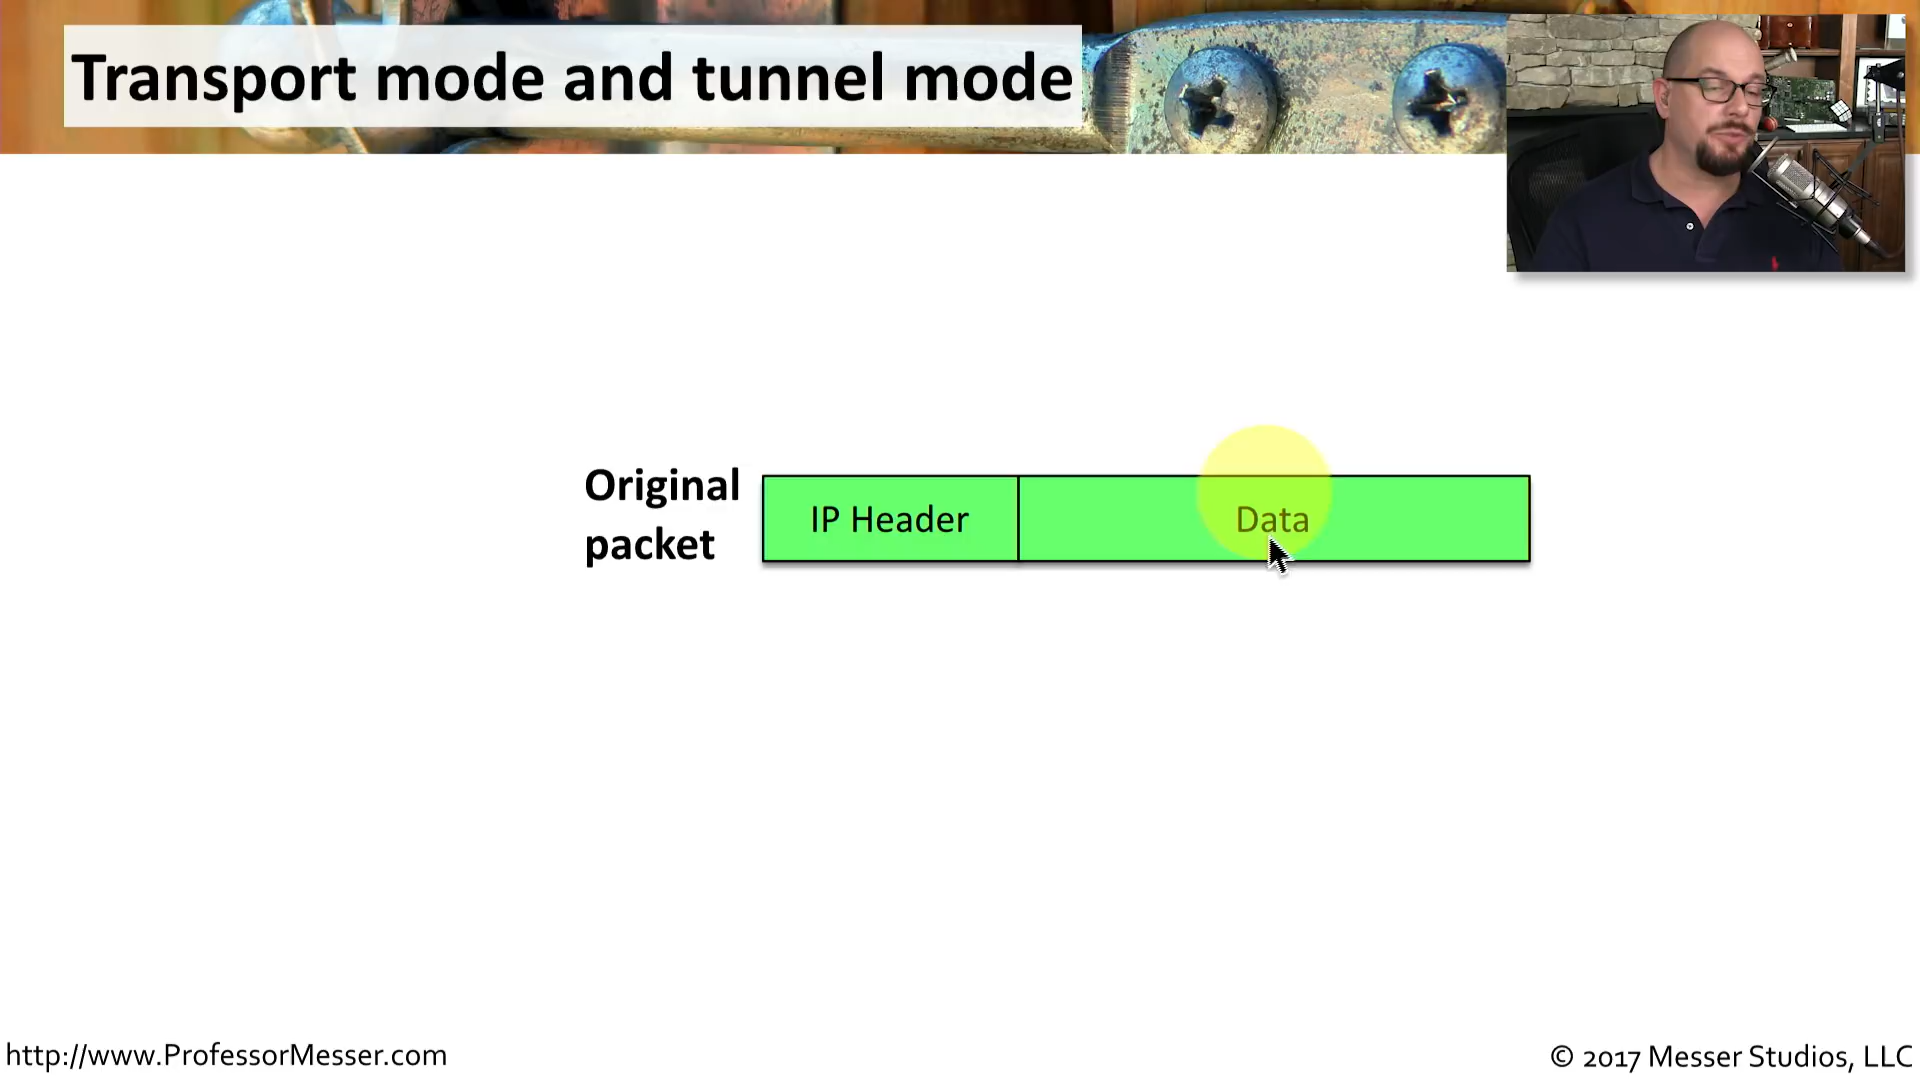 Transport mode and tunnel mode
Original
packet
IP Header
Data
http://www.ProfessorMesser.com
© 2017 Messer Studios, LLC